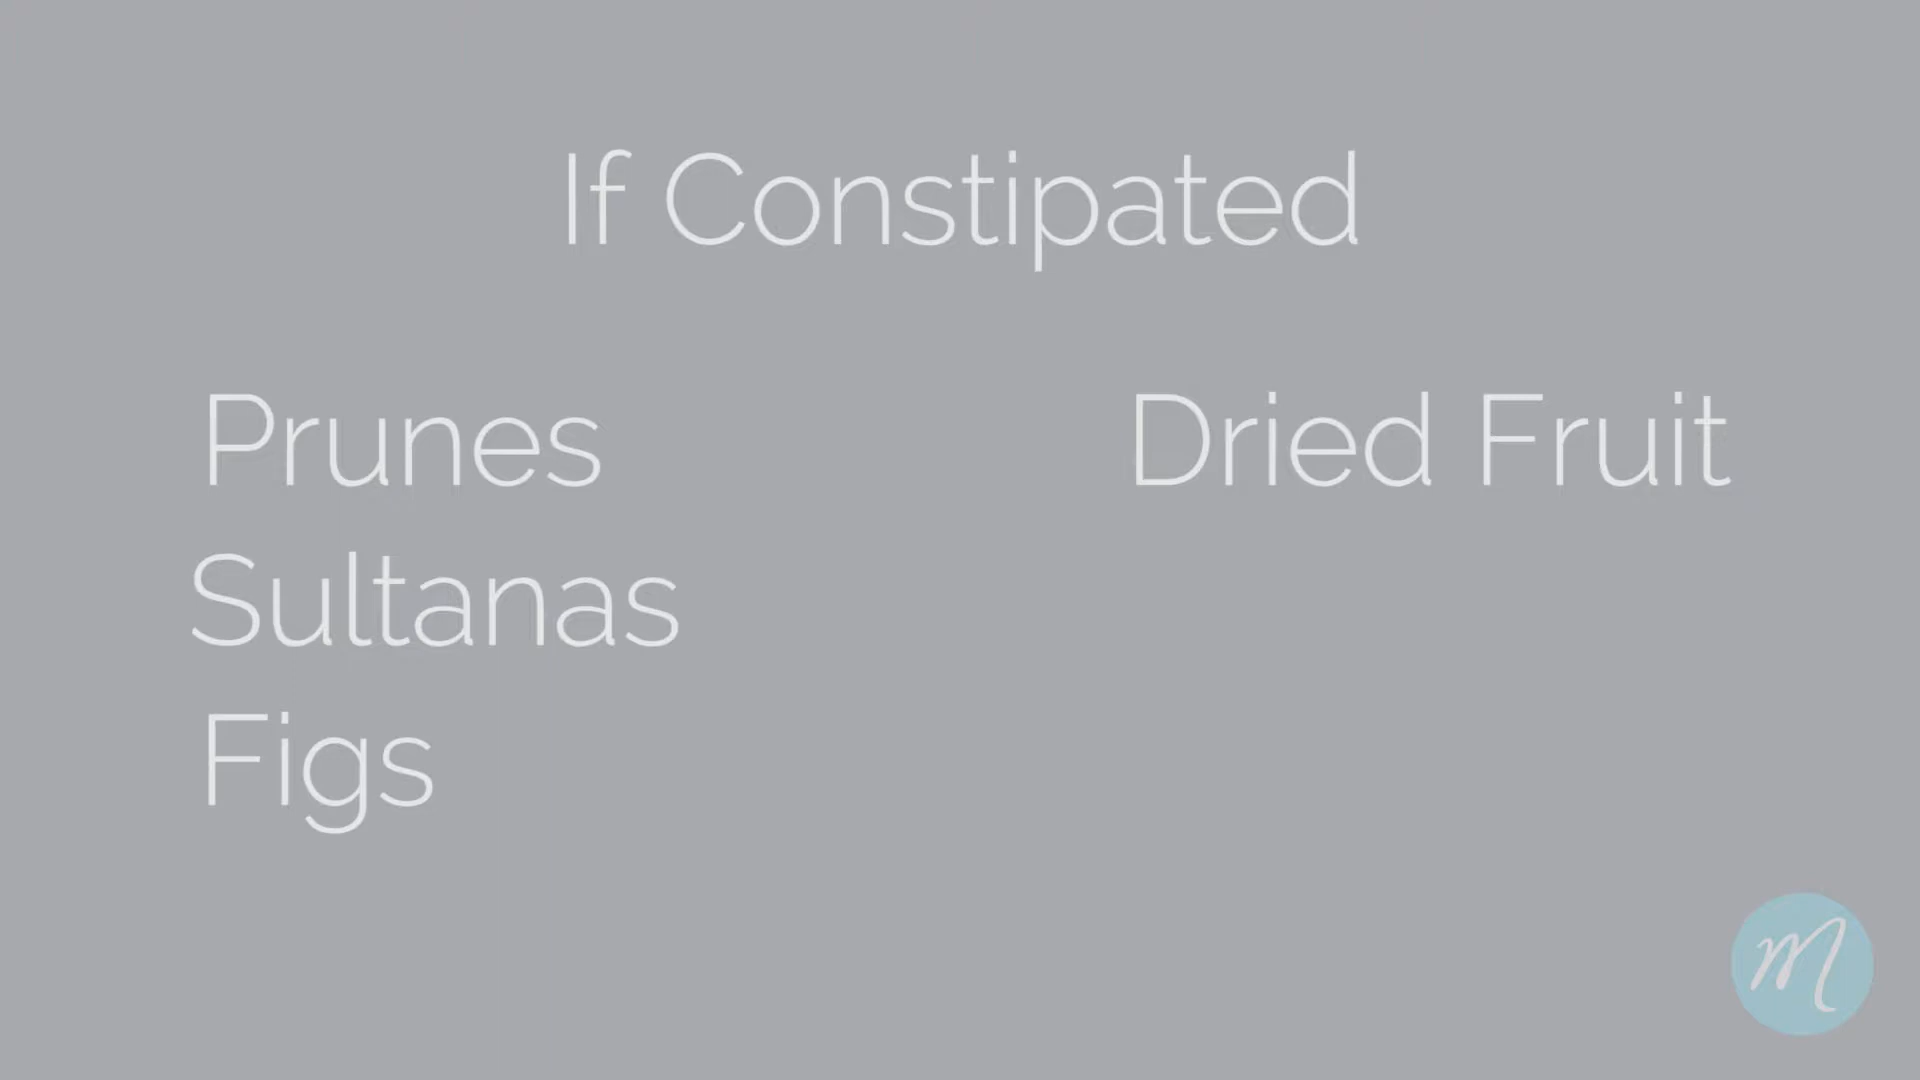 If Constipated
Prunes
Dried Fruit
Sultanas
Figs
M